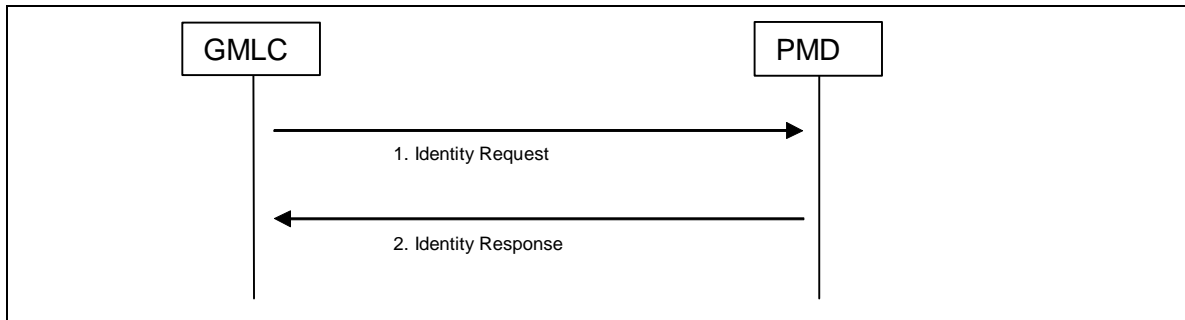 GMLC
PMD
1. Identity Request
2. Identity Response